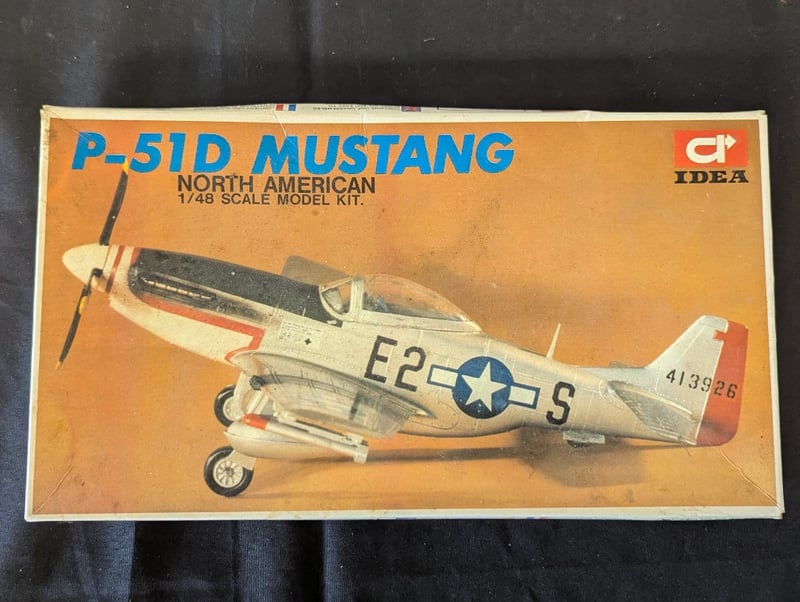 P-51D MUSTANG
NORTH AMERICAN
1/48 SCALE MODEL KIT.
IDEA
E2 S
413926